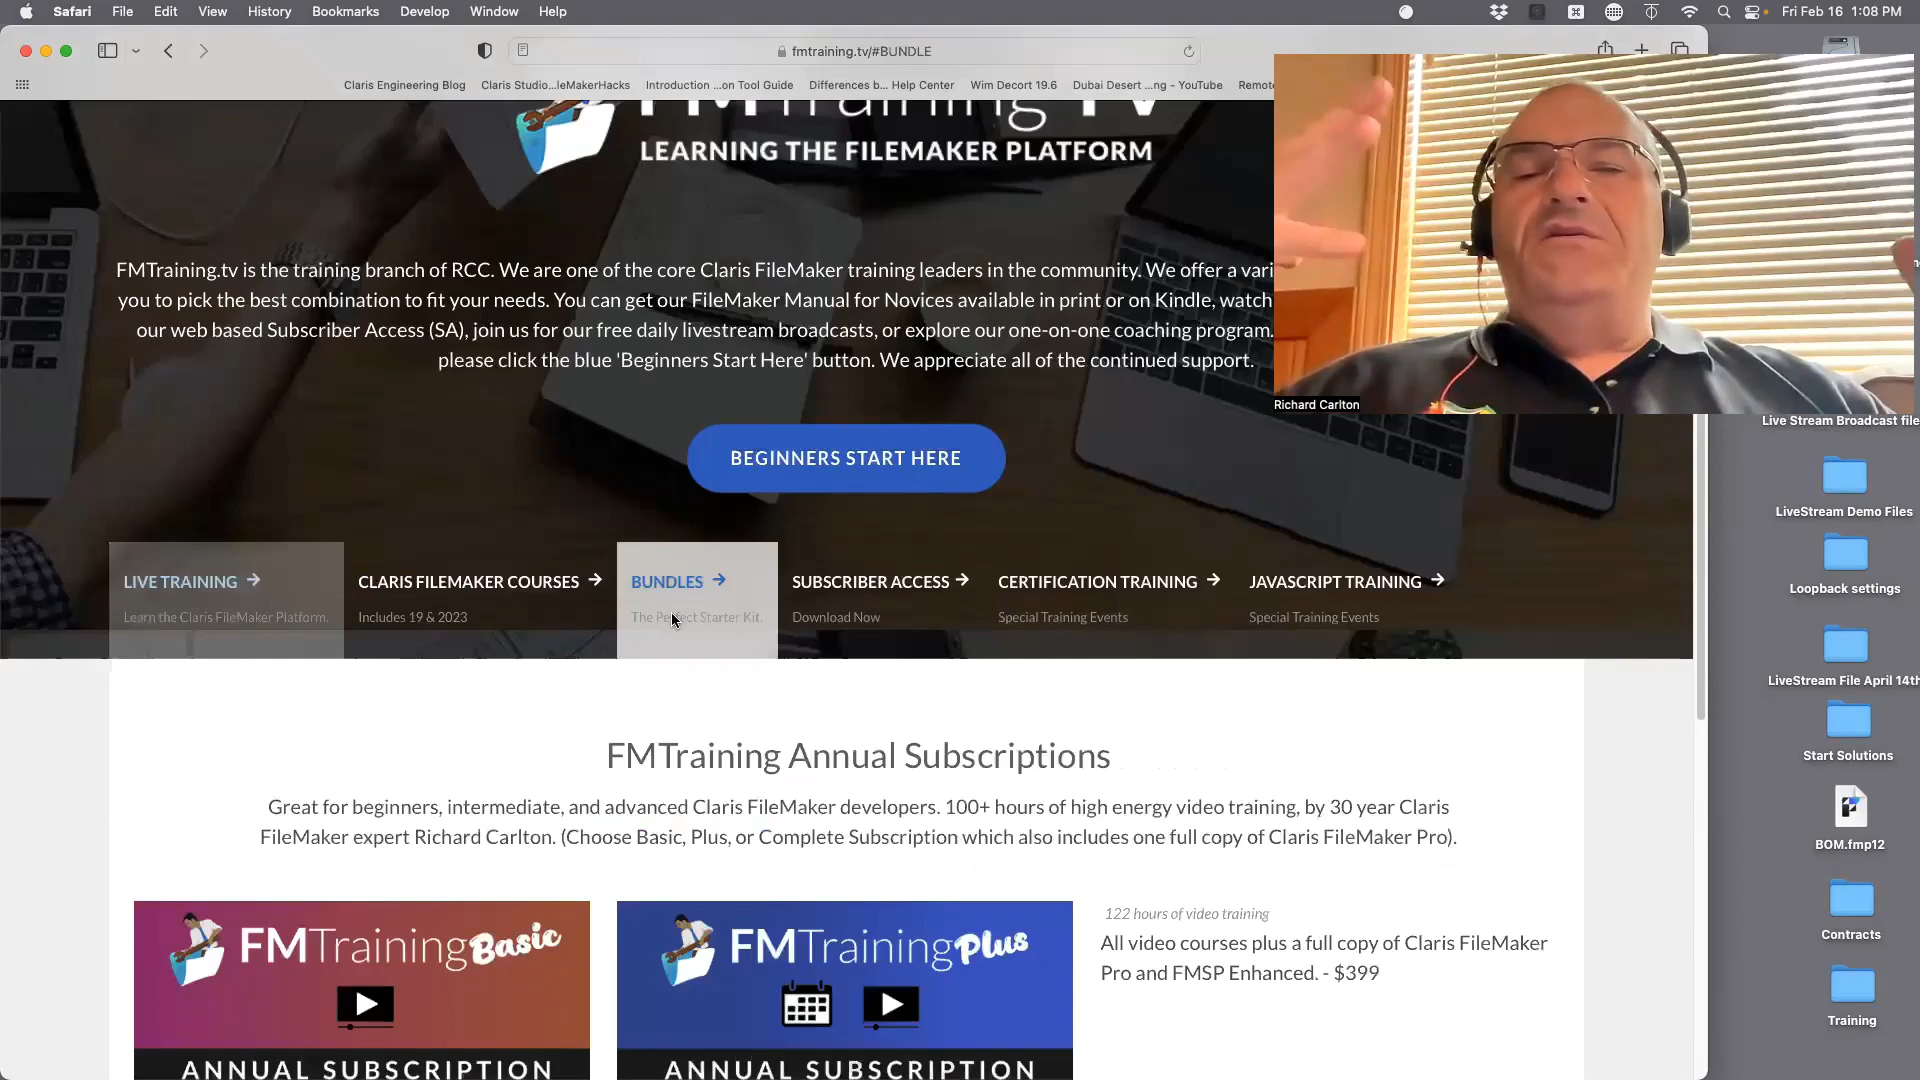 Safari File Edit View History Bookmarks Develop Window Help
Fri Feb 16 1:08 PM
fmtraining.tv/#BUNDLE
Claris Engineering Blog Claris Studio...leMakerHacks Introduction ...on Tool Guide Differences b... Help Center Wim Decort 19.6 Dubai Desert ...ng - YouTube Remot
FMTraining TV
LEARNING THE FILEMAKER PLATFORM
FMTraining.tv is the training branch of RCC. We are one of the core Claris FileMaker training leaders in the community. We offer a vari
you to pick the best combination to fit your needs. You can get our FileMaker Manual for Novices available in print or on Kindle, watch
our web based Subscriber Access (SA), join us for our free daily livestream broadcasts, or explore our one-on-one coaching program.
please click the blue 'Beginners Start Here' button. We appreciate all of the continued support.
Richard Carlton
BEGINNERS START HERE
LIVE TRAINING
Learn the Claris FileMaker Platform.
CLARIS FILEMAKER COURSES
Includes 19 & 2023
BUNDLES
The Perfect Starter Kit.
SUBSCRIBER ACCESS
Download Now
CERTIFICATION TRAINING
Special Training Events
JAVASCRIPT TRAINING
Special Training Events
FMTraining Annual Subscriptions
Great for beginners, intermediate, and advanced Claris FileMaker developers. 100+ hours of high energy video training, by 30 year Claris
FileMaker expert Richard Carlton. (Choose Basic, Plus, or Complete Subscription which also includes one full copy of Claris FileMaker Pro).
FMTraining Basic
ANNUAL SUBSCRIPTION
FMTraining Plus
ANNUAL SUBSCRIPTION
122 hours of video training
All video courses plus a full copy of Claris FileMaker
Pro and FMSP Enhanced. - $399
Live Stream Broadcast file
LiveStream Demo Files
Loopback settings
LiveStream File April 14th
Start Solutions
BOM.fmp12
Contracts
Training